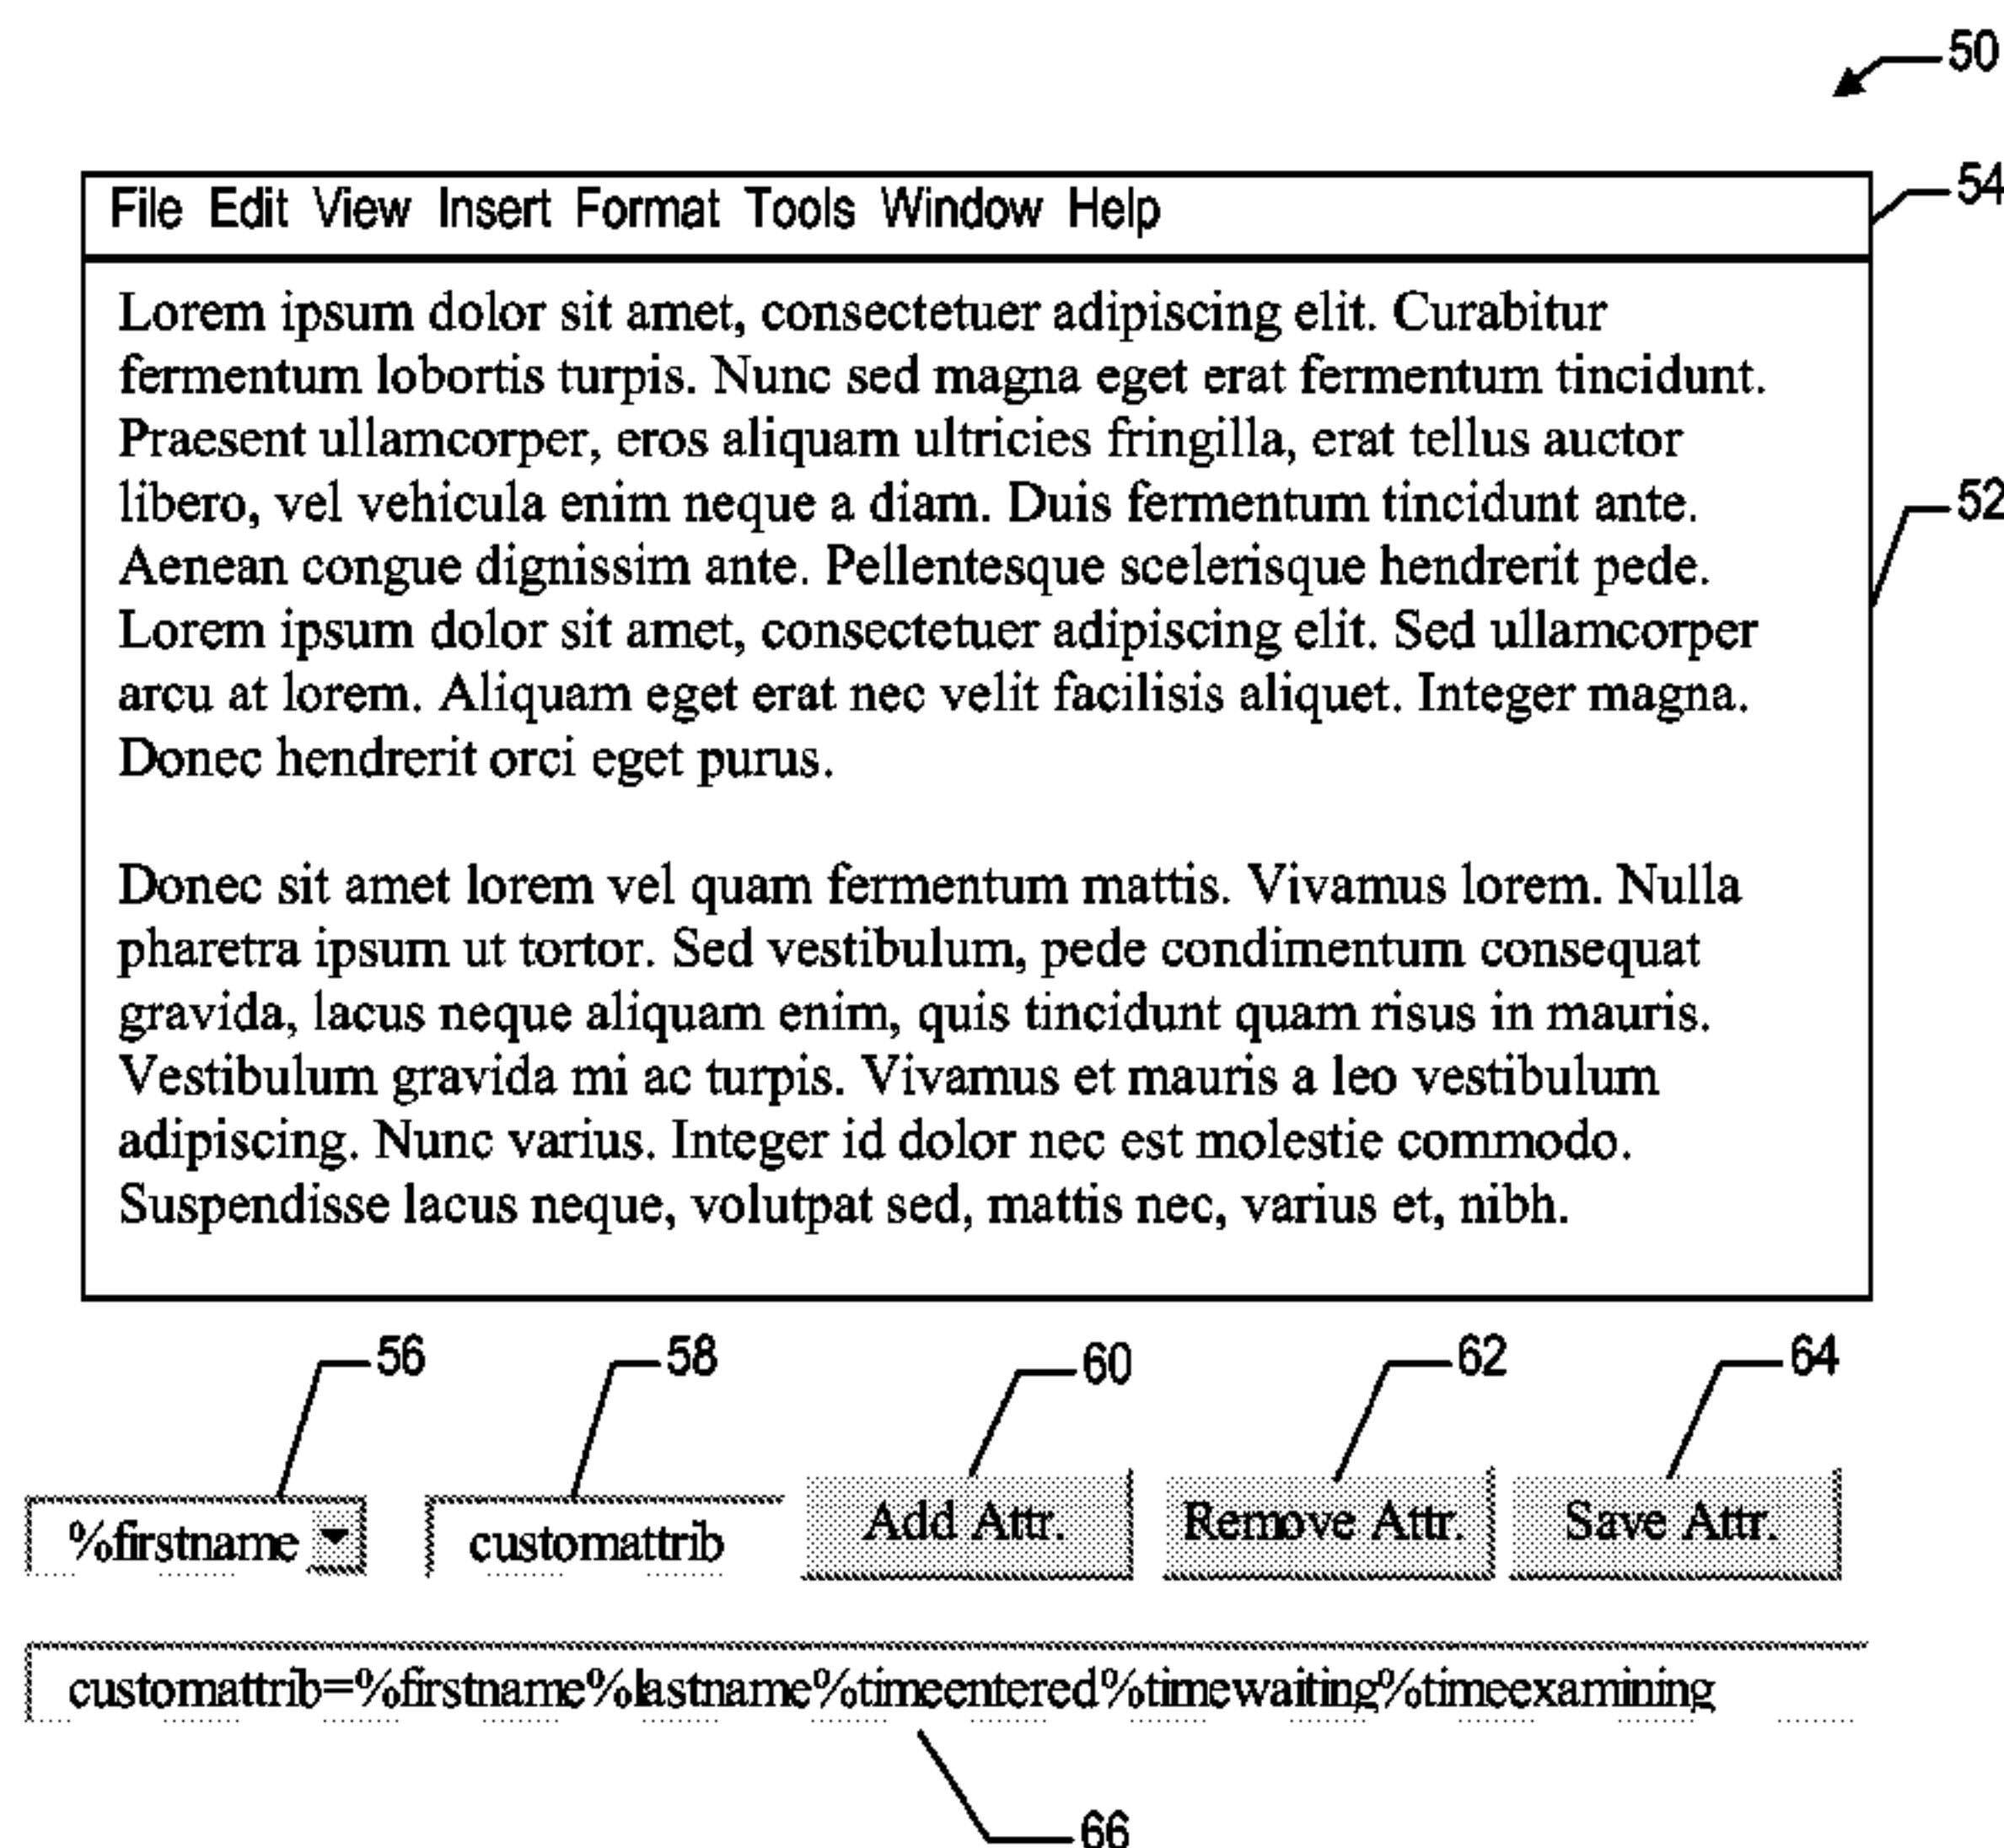 50
54
File Edit View Insert Format Tools Window Help
Lorem ipsum dolor sit amet, consectetuer adipiscing elit. Curabitur
fermentum lobortis turpis. Nunc sed magna eget erat fermentum tincidunt.
Praesent ullamcorper, eros aliquam ultricies fringilla, erat tellus auctor
libero, vel vehicula enim neque a diam. Duis fermentum tincidunt ante.
52
Aenean congue dignissim ante. Pellentesque scelerisque hendrerit pede.
Lorem ipsum dolor sit amet, consectetuer adipiscing elit. Sed ullamcorper
arcu at lorem. Aliquam eget erat nec velit facilisis aliquet. Integer magna.
Donec hendrerit orci eget purus.
Donec sit amet lorem vel quam fermentum mattis. Vivamus lorem. Nulla
pharetra ipsum ut tortor. Sed vestibulum, pede condimentum consequat
gravida, lacus neque aliquam enim, quis tincidunt quam risus in mauris.
Vestibulum gravida mi ac turpis. Vivamus et mauris a leo vestibulum
adipiscing. Nunc varius. Integer id dolor nec est molestie commodo.
Suspendisse lacus neque, volutpat sed, mattis nec, varius et, nibh.
56 58 60 62 64
%firstname customattrib Add Attr. Remove Attr. Save Attr.
customattrib=%firstname%lastname%timeentered%timewaiting%timeexamining
66